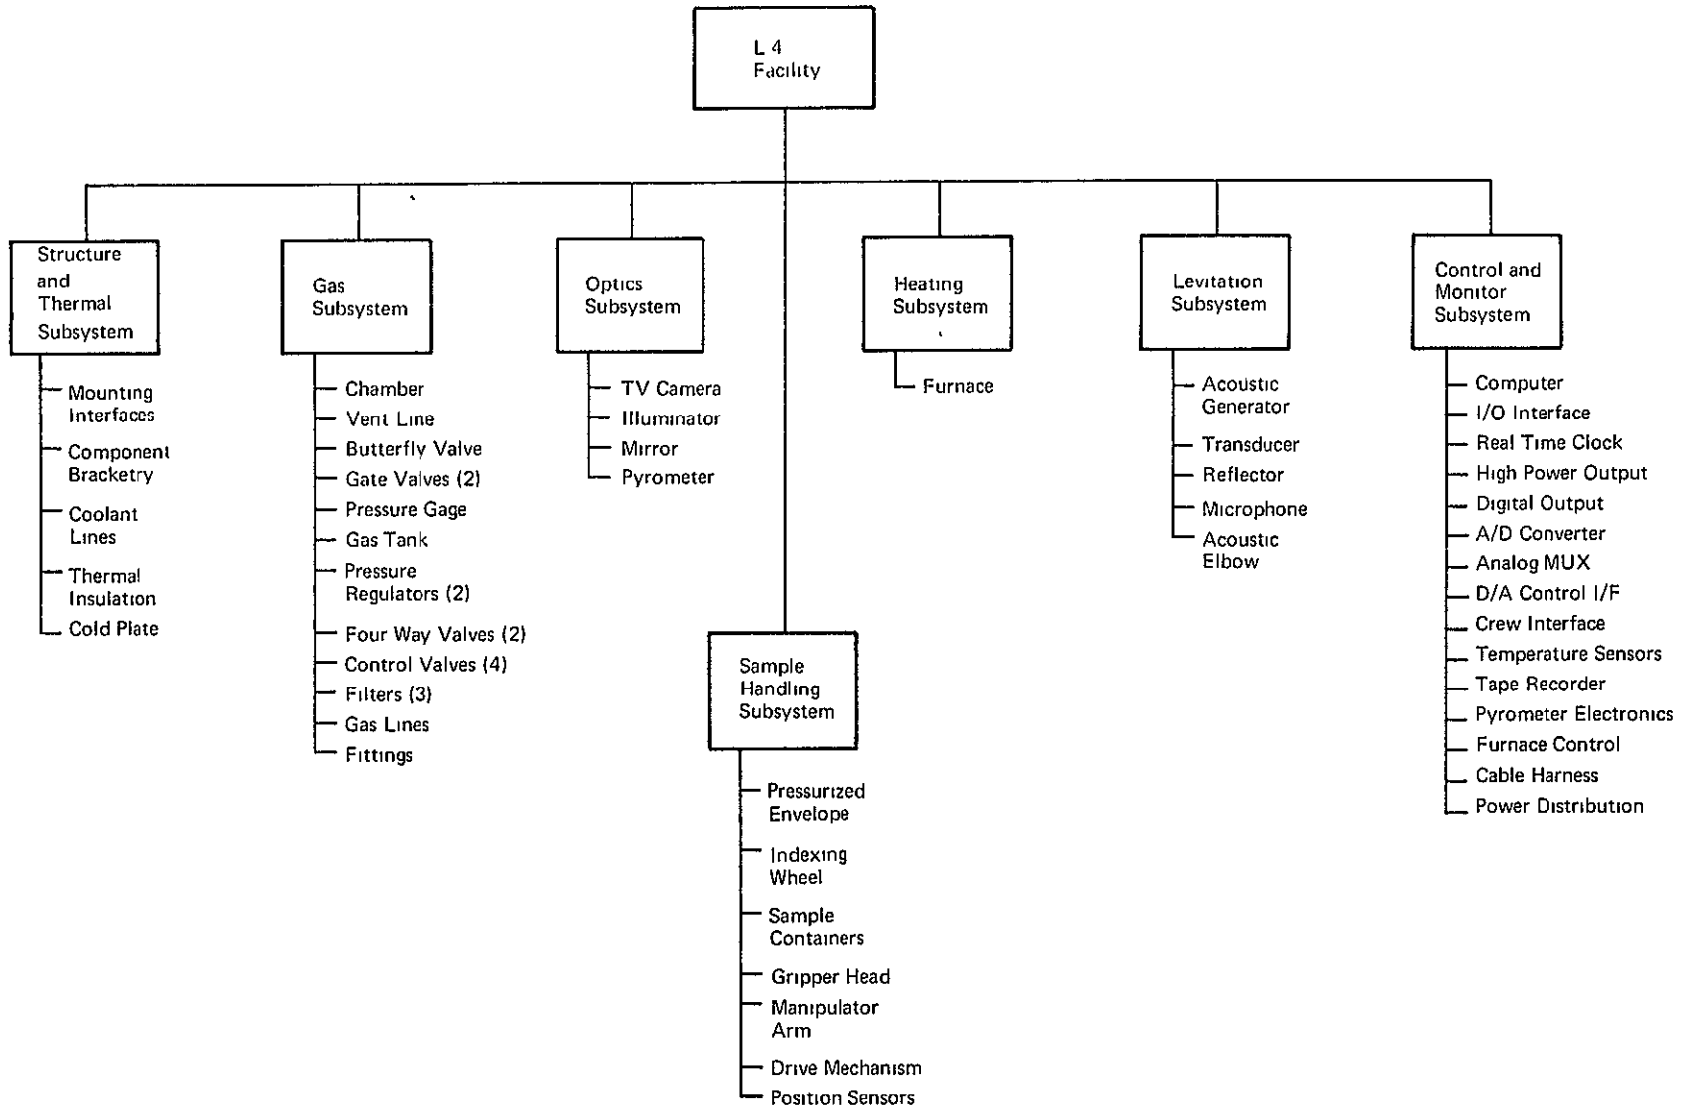 L 4
Facility
Structure
and
Thermal
Subsystem
Mounting
Interfaces
Component
Bracketry
Coolant
Lines
Thermal
Insulation
Cold Plate
Gas
Subsystem
Chamber
Vent Line
Butterfly Valve
Gate Valves (2)
Pressure Gage
Gas Tank
Pressure
Regulators (2)
Four Way Valves (2)
Control Valves (4)
Filters (3)
Gas Lines
Fittings
Optics
Subsystem
TV Camera
Illuminator
Mirror
Pyrometer
Sample
Handling
Subsystem
Pressurized
Envelope
Indexing
Wheel
Sample
Containers
Gripper Head
Manipulator
Arm
Drive Mechanism
Position Sensors
Heating
Subsystem
Furnace
Levitation
Subsystem
Acoustic
Generator
Transducer
Reflector
Microphone
Acoustic
Elbow
Control and
Monitor
Subsystem
Computer
I/O Interface
Real Time Clock
High Power Output
Digital Output
A/D Converter
Analog MUX
D/A Control I/F
Crew Interface
Temperature Sensors
Tape Recorder
Pyrometer Electronics
Furnace Control
Cable Harness
Power Distribution